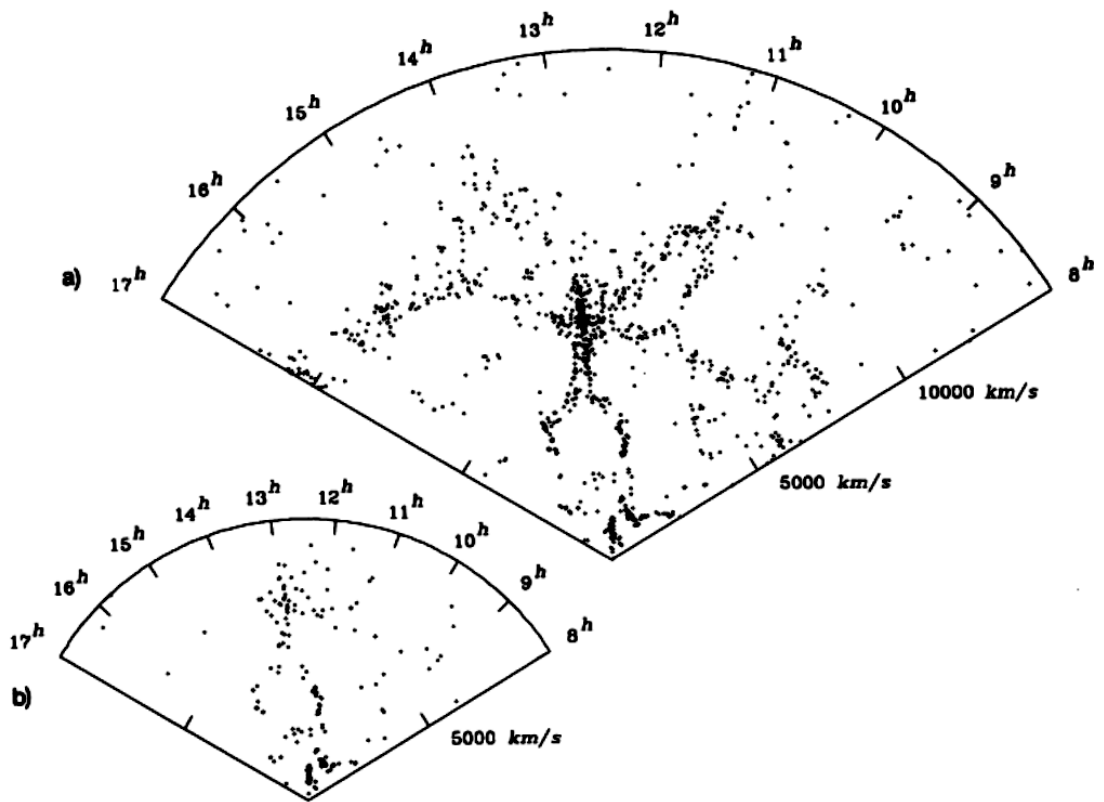 a)
17ʰ
16ʰ
15ʰ
14ʰ
13ʰ
12ʰ
11ʰ
10ʰ
9ʰ
8ʰ
10000 km/s
5000 km/s
b)
17ʰ
16ʰ
15ʰ
14ʰ
13ʰ
12ʰ
11ʰ
10ʰ
9ʰ
8ʰ
5000 km/s